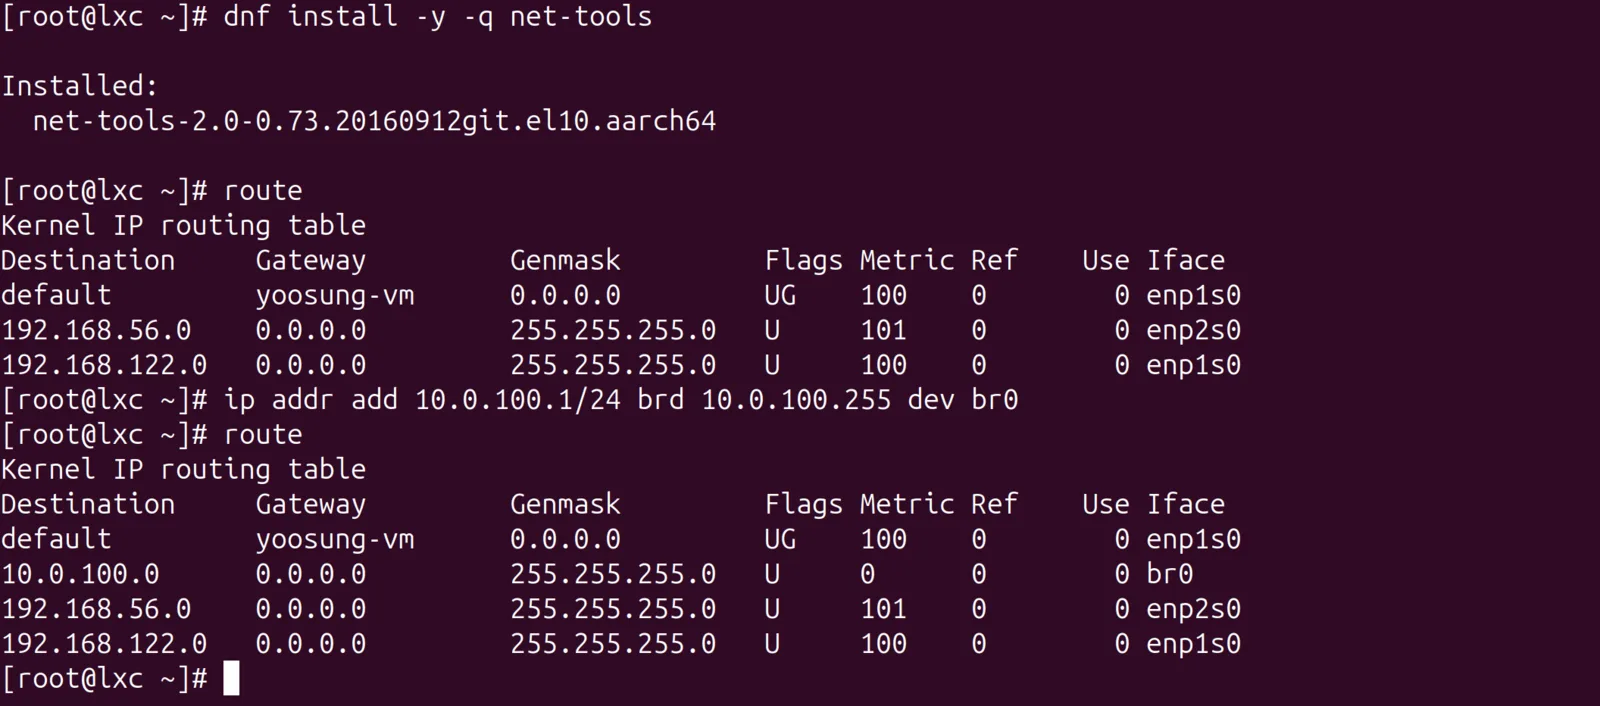 [root@lxc ~]# dnf install -y -q net-tools
Installed:
  net-tools-2.0-0.73.20160912git.el10.aarch64
[root@lxc ~]# route
Kernel IP routing table
Destination     Gateway         Genmask         Flags Metric Ref    Use Iface
default         yoosung-vm      0.0.0.0         UG    100    0        0 enp1s0
192.168.56.0    0.0.0.0         255.255.255.0   U     101    0        0 enp2s0
192.168.122.0   0.0.0.0         255.255.255.0   U     100    0        0 enp1s0
[root@lxc ~]# ip addr add 10.0.100.1/24 brd 10.0.100.255 dev br0
[root@lxc ~]# route
Kernel IP routing table
Destination     Gateway         Genmask         Flags Metric Ref    Use Iface
default         yoosung-vm      0.0.0.0         UG    100    0        0 enp1s0
10.0.100.0      0.0.0.0         255.255.255.0   U     0      0        0 br0
192.168.56.0    0.0.0.0         255.255.255.0   U     101    0        0 enp2s0
192.168.122.0   0.0.0.0         255.255.255.0   U     100    0        0 enp1s0
[root@lxc ~]#